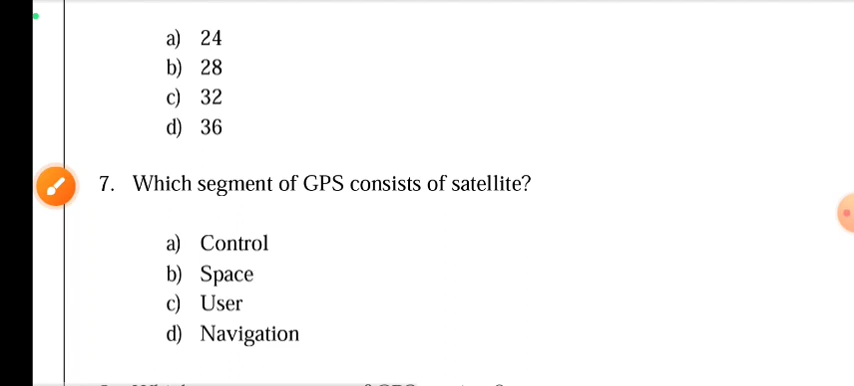 a) 24
b) 28
c) 32
d) 36
7. Which segment of GPS consists of satellite?
a) Control
b) Space
c) User
d) Navigation